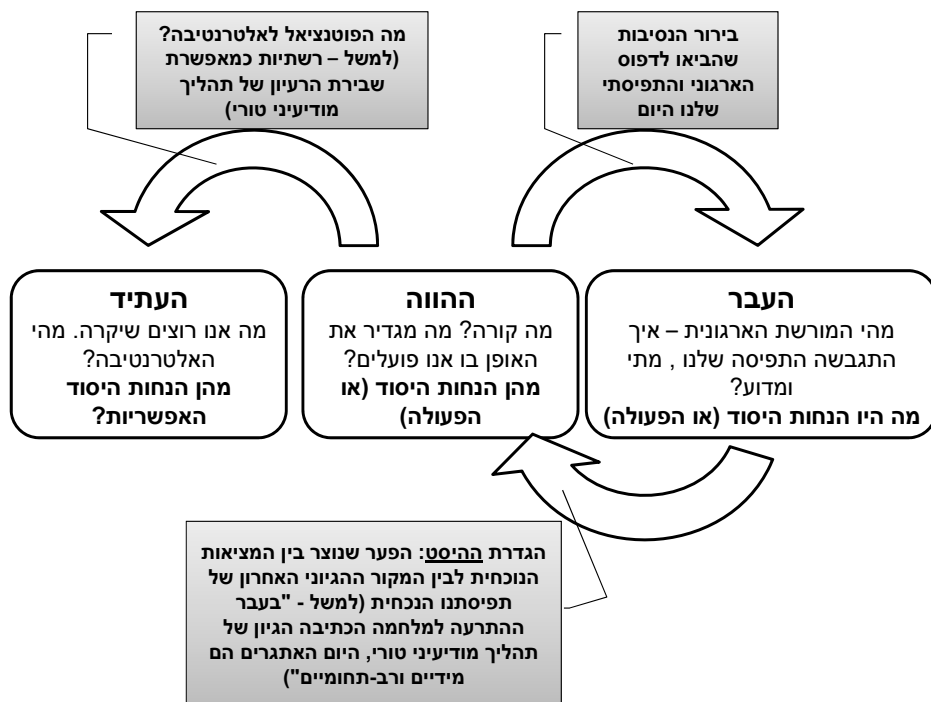 בירור הנסיבות
שהביאו לדפוס
הארגוני והתפיסתי
שלנו היום
מה הפוטנציאל לאלטרנטיבה?
(למשל – רשתיות כמאפשרת
שבירת הרעיון של תהליך
מודיעיני טורי)
העבר
מהי המורשת הארגונית – איך
התגבשה התפיסה שלנו , מתי
ומדוע?
מה היו הנחות היסוד (או הפעולה)
ההווה
מה קורה? מה מגדיר את
האופן בו אנו פועלים?
מהן הנחות היסוד (או
הפעולה)
העתיד
מה אנו רוצים שיקרה. מהי
האלטרנטיבה?
מהן הנחות היסוד
האפשריות?
הגדרת ההיסט: הפער שנוצר בין המציאות
הנוכחית לבין המקור ההגיוני האחרון של
תפיסתנו הנכחית (למשל - "בעבר
ההתרעה למלחמה הכתיבה הגיון של
תהליך מודיעיני טורי, היום האתגרים הם
מידיים ורב-תחומיים")